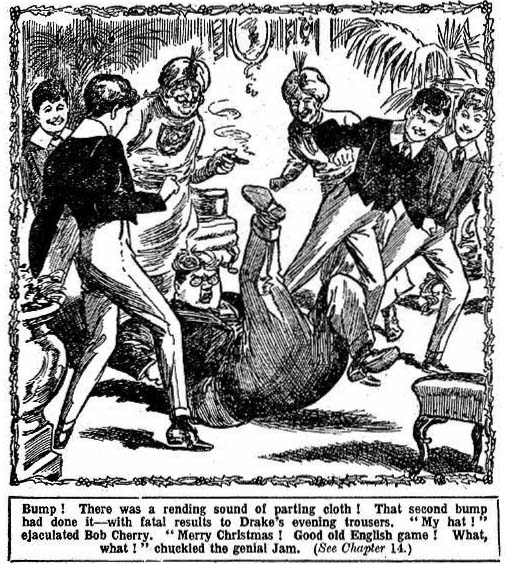 Bump! There was a rending sound of parting cloth! That second bump
had done it—with fatal results to Drake's evening trousers. "My hat!"
ejaculated Bob Cherry. "Merry Christmas! Good old English game! What,
what!" chuckled the genial Jam. (See Chapter 14.)